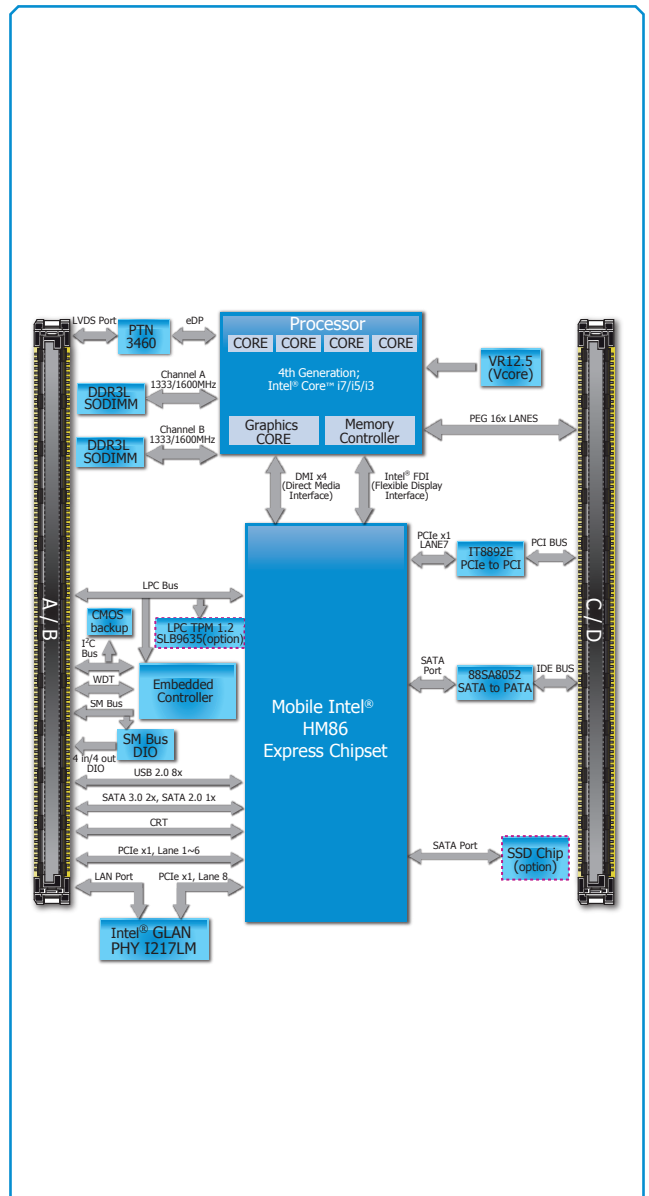 LVDS Port
PTN
3460
eDP
Processor
CORE CORE CORE CORE
4th Generation;
Intel® Core™ i7/i5/i3
Graphics
CORE
Memory
Controller
VR12.5
(Vcore)
Channel A
1333/1600MHz
DDR3L
SODIMM
Channel B
1333/1600MHz
DDR3L
SODIMM
PEG 16x LANES
DMI x4
(Direct Media
Interface)
Intel® FDI
(Flexible Display
Interface)
A / B
C / D
PCIe x1
LANE7
IT8892E
PCIe to PCI
PCI BUS
LPC Bus
CMOS
backup
LPC TPM 1.2
SLB9635(option)
I²C
Bus
WDT
Embedded
Controller
SM Bus
SM Bus
DIO
4 in/4 out
DIO
Mobile Intel®
HM86
Express Chipset
SATA
Port
88SA8052
SATA to PATA
IDE BUS
USB 2.0 8x
SATA 3.0 2x, SATA 2.0 1x
CRT
PCIe x1, Lane 1~6
SATA Port
SSD Chip
(option)
LAN Port
PCIe x1, Lane 8
Intel® GLAN
PHY I217LM